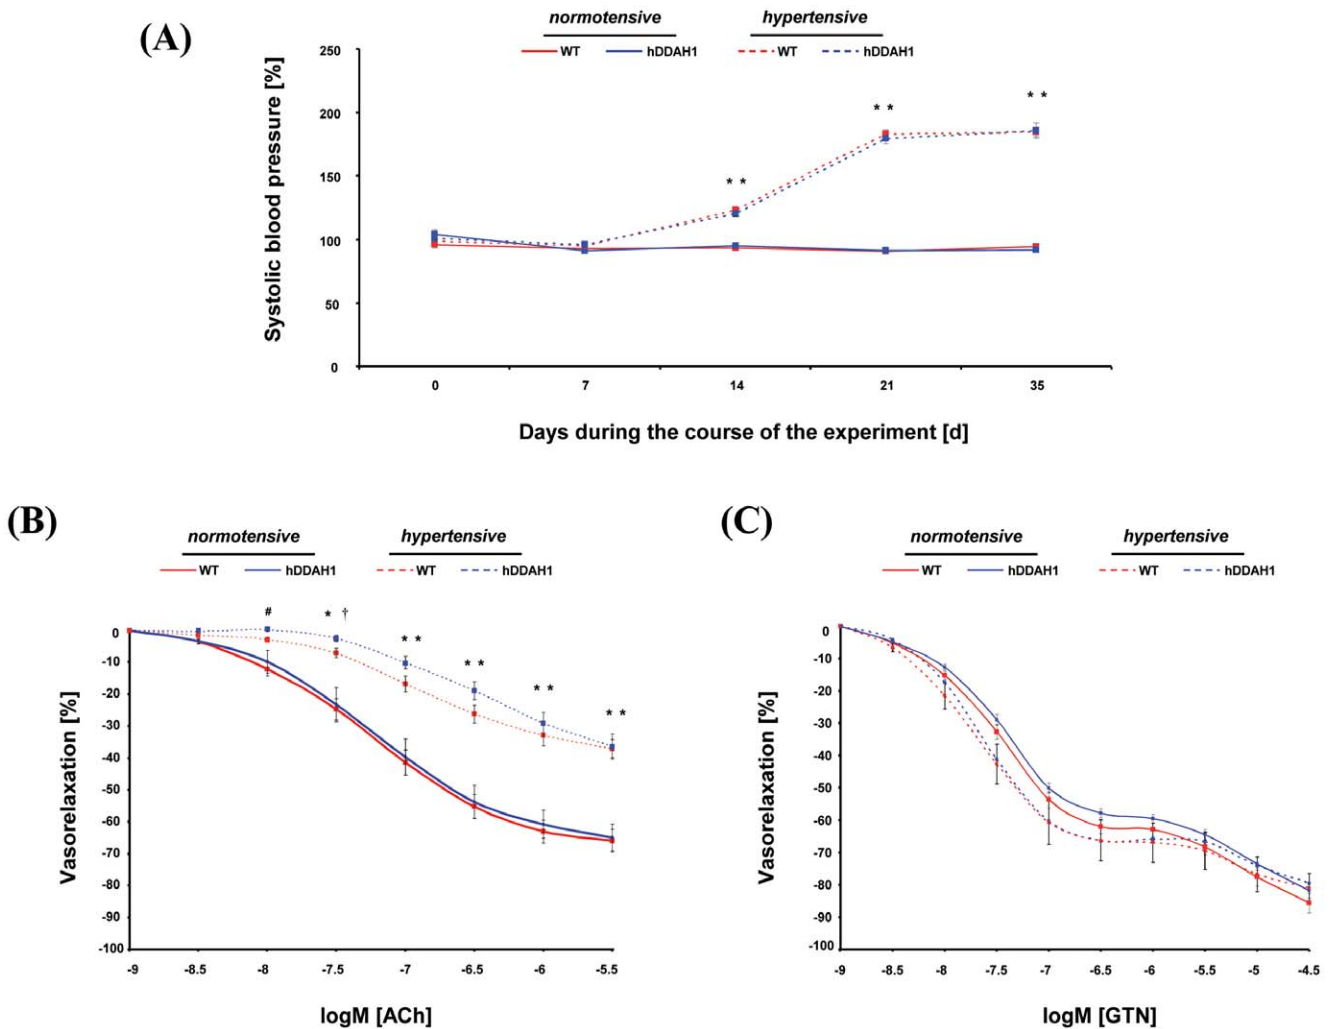 (A)
normotensive hypertensive
WT hDDAH1 WT hDDAH1
Systolic blood pressure [%]
250
200
150
100
50
0
* *
* *
* *
0 7 14 21 35
Days during the course of the experiment [d]
(B)
normotensive hypertensive
WT hDDAH1 WT hDDAH1
Vasorelaxation [%]
0
-10
-20
-30
-40
-50
-60
-70
-80
-90
-100
# * † * * * * * * * *
-9 -8.5 -8 -7.5 -7 -6.5 -6 -5.5
logM [ACh]
(C)
normotensive hypertensive
WT hDDAH1 WT hDDAH1
Vasorelaxation [%]
0
-10
-20
-30
-40
-50
-60
-70
-80
-90
-100
-9 -8.5 -8 -7.5 -7 -6.5 -6 -5.5 -5 -4.5
logM [GTN]